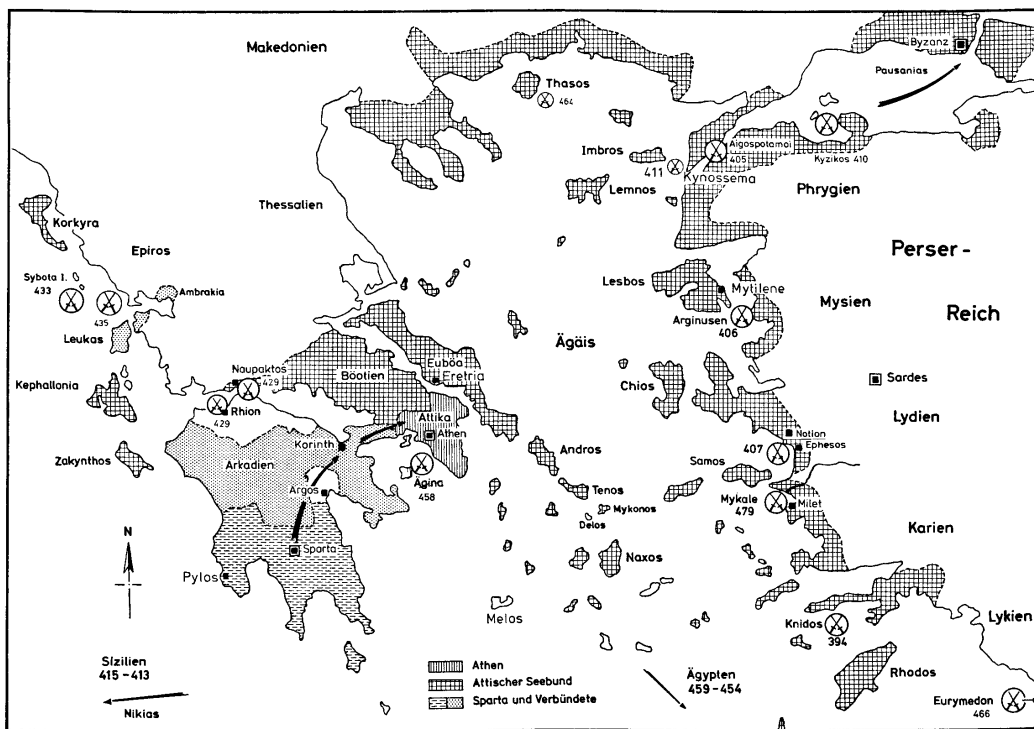 Makedonien
Byzanz
Pausanias
Thasos
464
Aigospotamoi
405
Kyzikos 410
Imbros
411
Kynossema
Lemnos
Phrygien
Thessalien
Korkyra
Epiros
Perser-
Reich
Sybota I.
433
435
Ambrakia
Leukas
Lesbos
Mytilene
Mysien
Arginusen
406
Ägäis
Naupaktos
429
Euböa
Eretria
Böotien
Kephallonia
Chios
Sardes
Rhion
429
Attika
Athen
Lydien
Korinth
Notion
Ephesos
407
Zakynthos
Arkadien
Andros
Samos
Ägina
458
Argos
Tenos
Mykonos
Delos
Mykale
479
Milet
Karien
N
Sparta
Naxos
Pylos
Melos
Knidos
394
Lykien
Sizilien
415-413
Nikias
Athen
Attischer Seebund
Sparta und Verbündete
Ägypten
459-454
Rhodos
Eurymedon
466